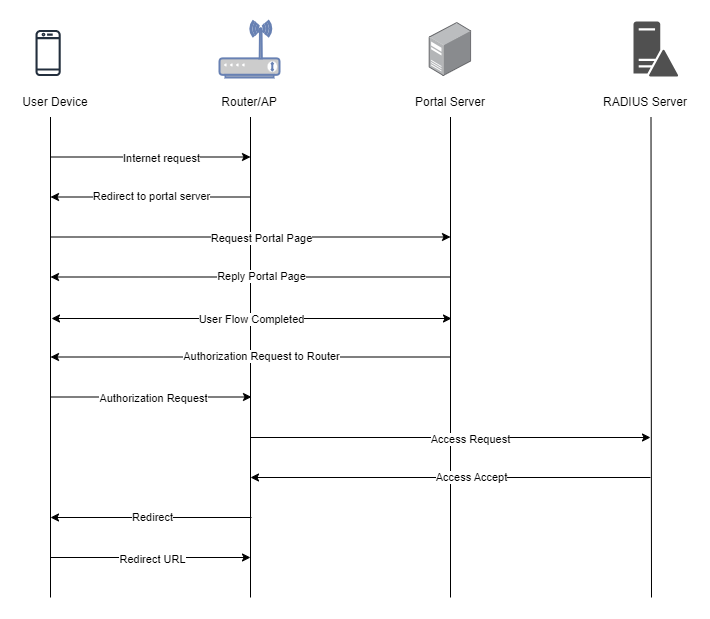 User Device
Router/AP
Portal Server
RADIUS Server
Internet request
Redirect to portal server
Request Portal Page
Reply Portal Page
User Flow Completed
Authorization Request to Router
Authorization Request
Access Request
Access Accept
Redirect
Redirect URL